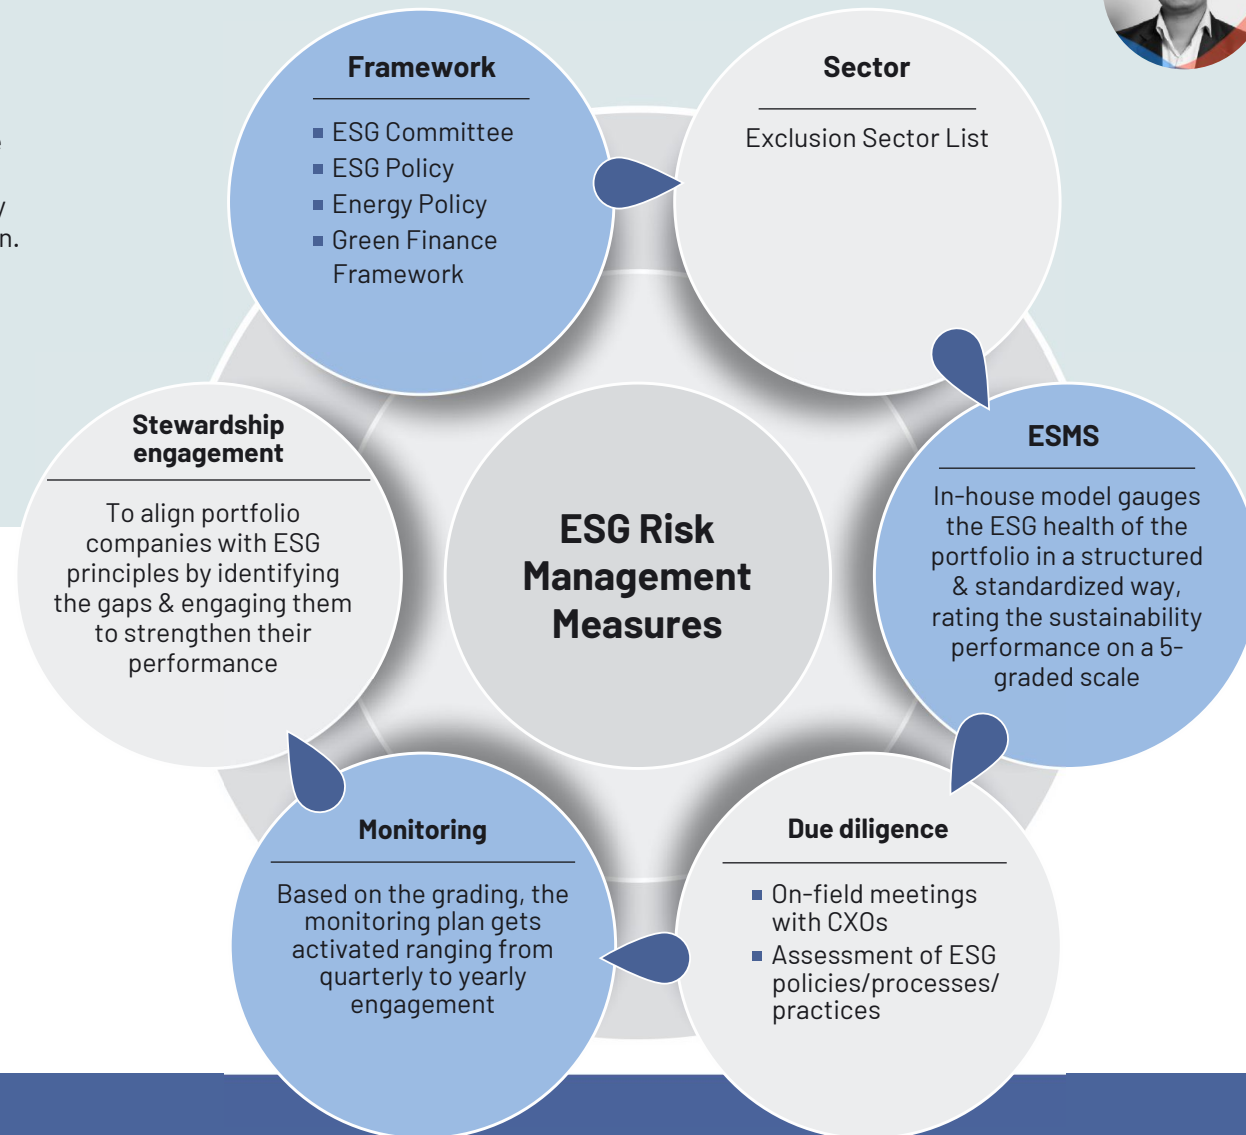 n.
Framework
ESG Committee
ESG Policy
Energy Policy
Green Finance
Framework
Sector
Exclusion Sector List
ESMS
In-house model gauges
the ESG health of the
portfolio in a structured
& standardized way,
rating the sustainability
performance on a 5-
graded scale
Due diligence
On-field meetings
with CXOs
Assessment of ESG
policies/processes/
practices
Monitoring
Based on the grading, the
monitoring plan gets
activated ranging from
quarterly to yearly
engagement
Stewardship
engagement
To align portfolio
companies with ESG
principles by identifying
the gaps & engaging them
to strengthen their
performance
ESG Risk
Management
Measures